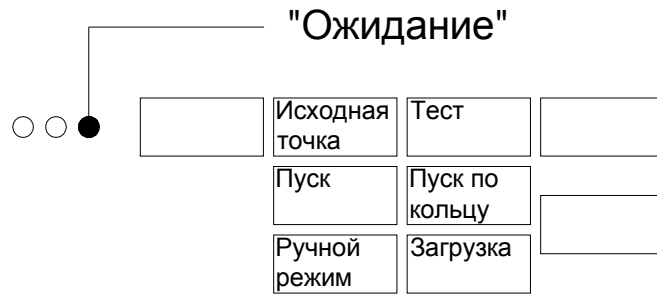 "Ожидание"
Исходная
точка
Тест
Пуск
Пуск по
кольцу
Ручной
режим
Загрузка